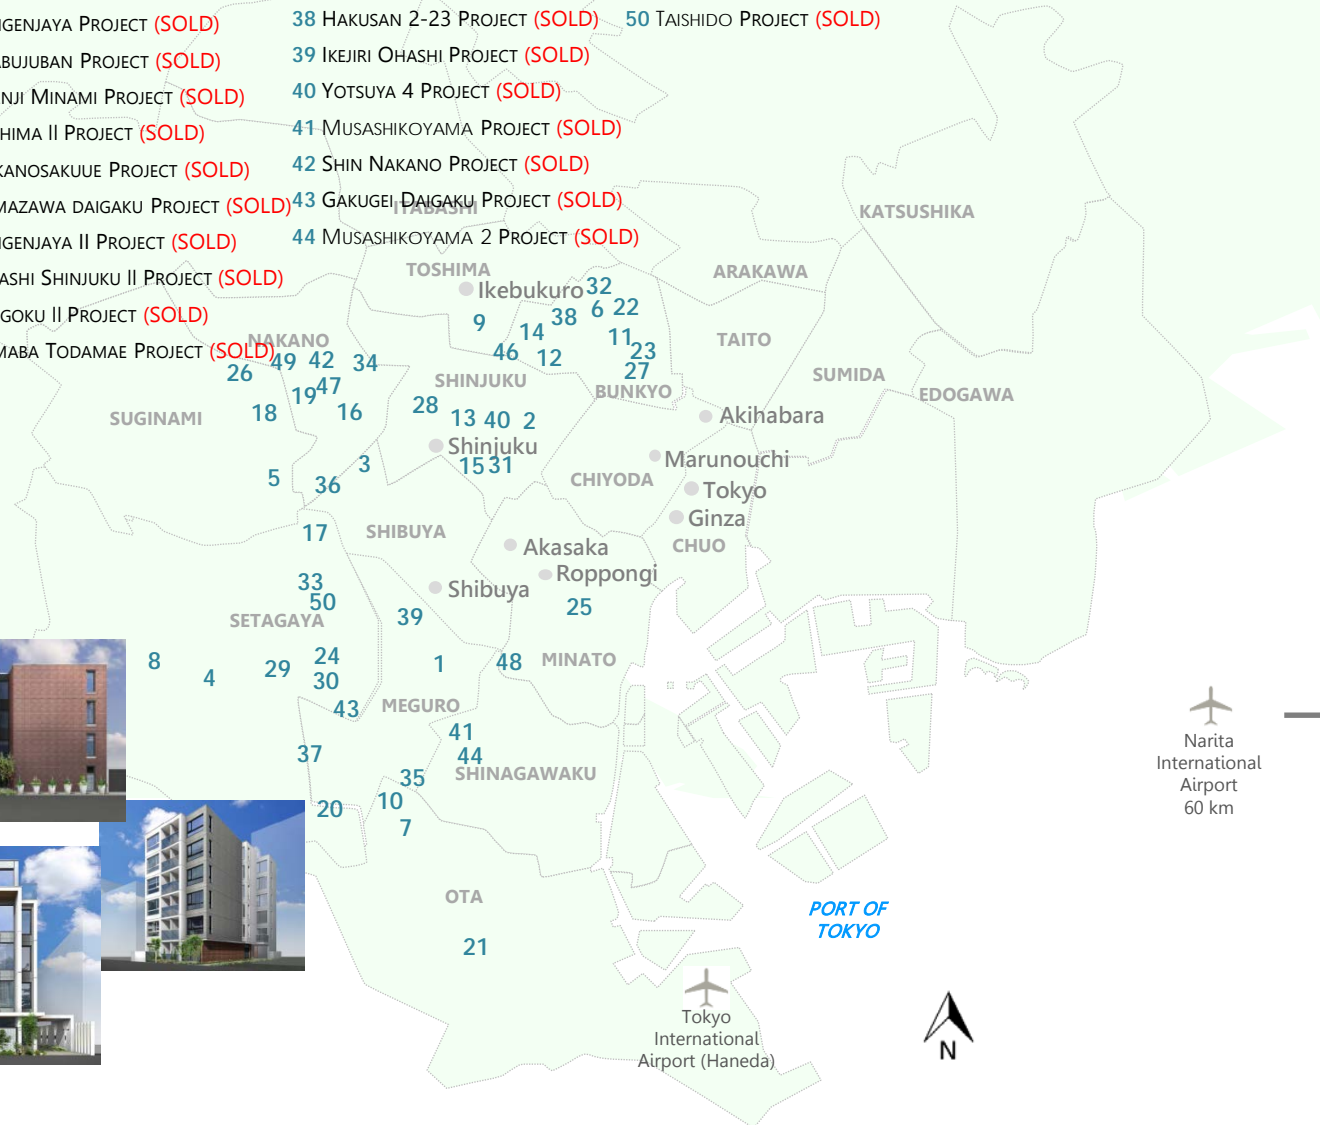 NGENJAYA PROJECT (SOLD)
ABUJUBAN PROJECT (SOLD)
ENJI MINAMI PROJECT (SOLD)
SHIMA II PROJECT (SOLD)
KANOSAKUUE PROJECT (SOLD)
MAZAWA DAIGAKU PROJECT (SOLD)
NGENJAYA II PROJECT (SOLD)
ASHI SHINJUKU II PROJECT (SOLD)
GOKU II PROJECT (SOLD)
MABA TODAMAE PROJECT (SOLD)
38 HAKUSAN 2-23 PROJECT (SOLD)
39 IKEJIRI OHASHI PROJECT (SOLD)
40 YOTSUYA 4 PROJECT (SOLD)
41 MUSASHIKOYAMA PROJECT (SOLD)
42 SHIN NAKANO PROJECT (SOLD)
43 GAKUGEI DAIGAKU PROJECT (SOLD)
44 MUSASHIKOYAMA 2 PROJECT (SOLD)
50 TAISHIDO PROJECT (SOLD)
ITABASHI
KATSUSHIKA
TOSHIMA
ARAKAWA
Ikebukuro
32
6
22
38
9
14
11
TAITO
NAKANO
46
12
23
49
42
34
26
27
SHINJUKU
SUMIDA
47
19
BUNKYO
EDOGAWA
28
18
16
SUGINAMI
13
40
2
Akihabara
Shinjuku
3
15
31
Marunouchi
5
36
CHIYODA
Tokyo
Ginza
17
SHIBUYA
CHUO
Akasaka
Roppongi
33
Shibuya
50
25
39
SETAGAYA
8
4
29
24
30
1
48
MINATO
43
MEGURO
41
37
44
35
SHINAGAWAKU
10
20
7
Narita
International
Airport
60 km
OTA
PORT OF
TOKYO
21
Tokyo
International
Airport (Haneda)
N